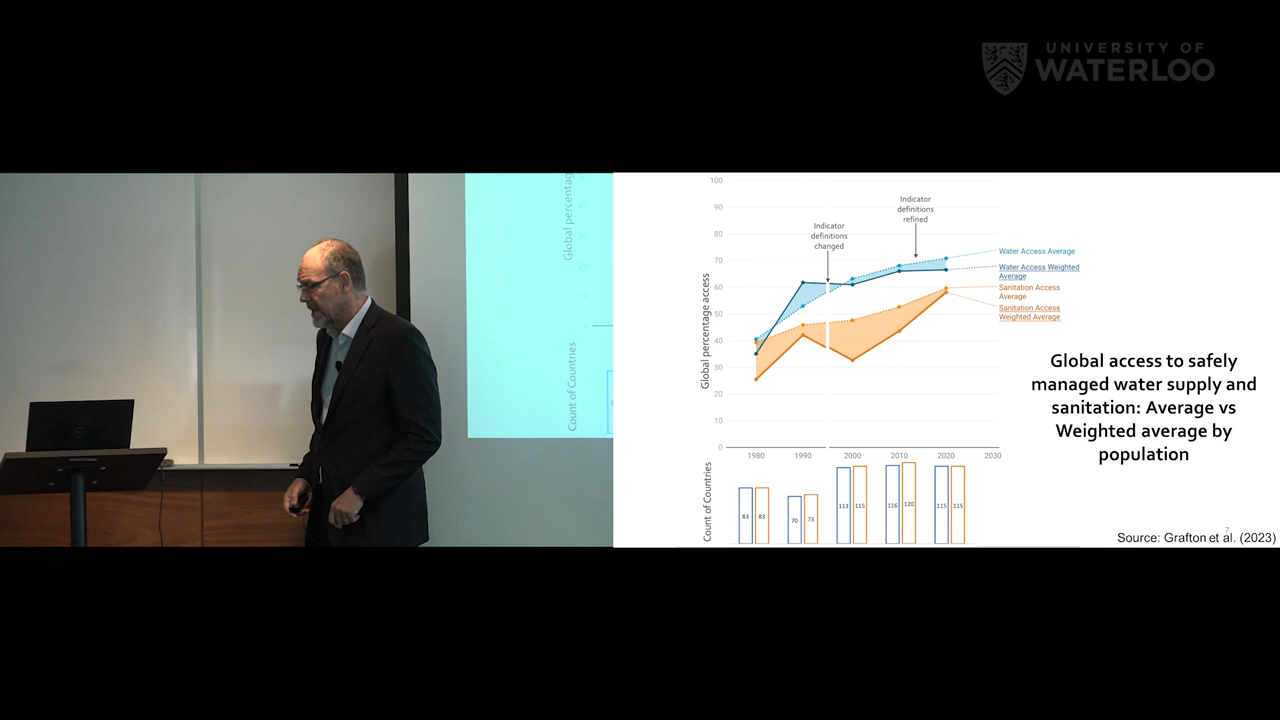 UNIVERSITY OF
WATERLOO
Global percentag
Count of Countries
Global percentage access
100
90
80
70
60
50
40
30
20
10
0
Indicator
definitions
changed
Indicator
definitions
refined
Water Access Average
Water Access Weighted
Average
Sanitation Access
Average
Sanitation Access
Weighted Average
1980 1990 2000 2010 2020 2030
Count of Countries
83 83 70 73 113 115 116 120 115 115
Global access to safely
managed water supply and
sanitation: Average vs
Weighted average by
population
7
Source: Grafton et al. (2023)